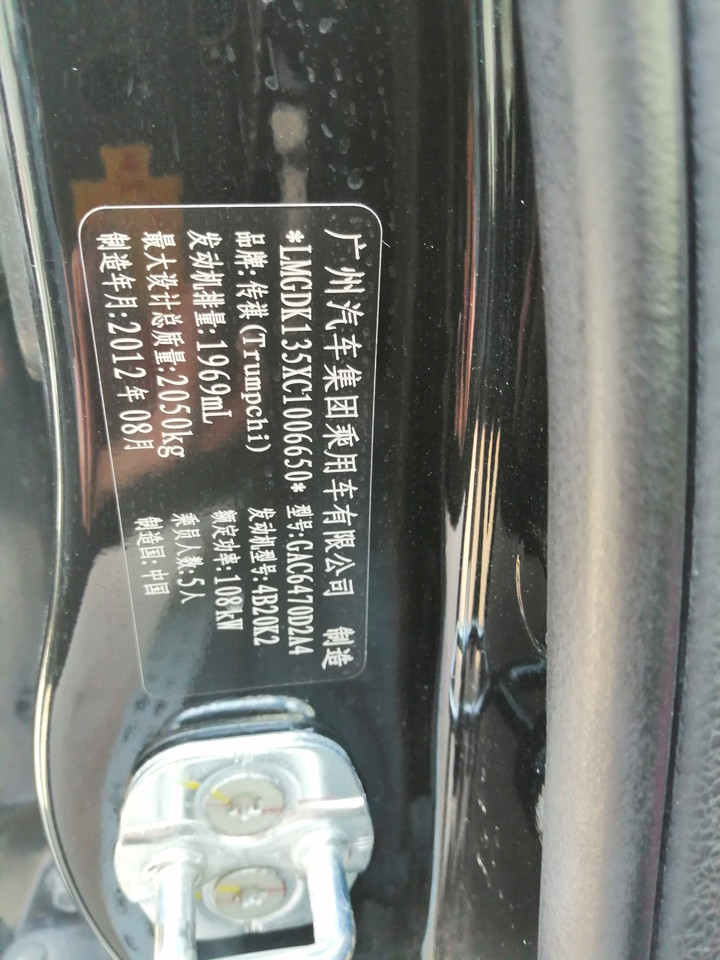 广州汽车集团乘用车有限公司 制造
*LMGDK135XC1006650* 型号:GAC6470D2A4
品牌:传祺(Trumpchi) 发动机型号:4B20K2
发动机排量:1969mL 额定功率:108kW
最大设计总质量:2050kg 乘员人数:5人
制造年月:2012年08月 制造国:中国